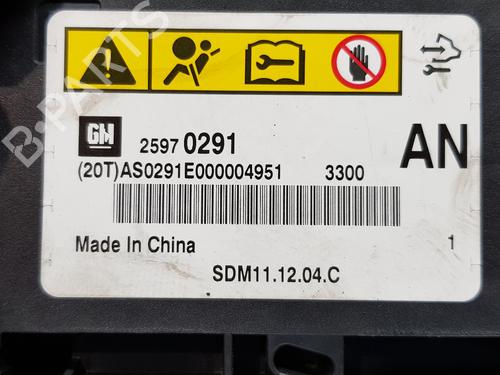 B-PARTS
GM 2597 0291 AN
(20T)AS0291E000004951 3300
Made In China 1
SDM11.12.04.C